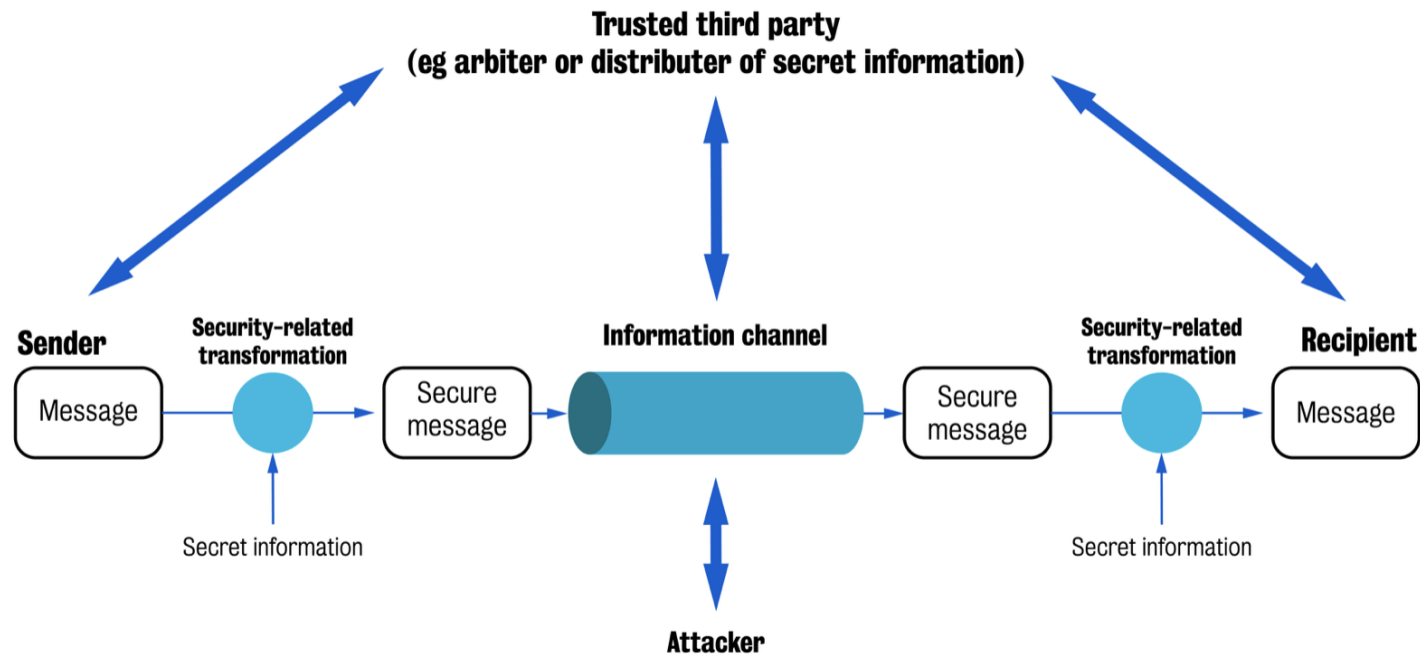 Trusted third party
(eg arbiter or distributer of secret information)
Sender
Security-related
transformation
Information channel
Security-related
transformation
Recipient
Message
Secure
message
Secure
message
Message
Secret information
Secret information
Attacker